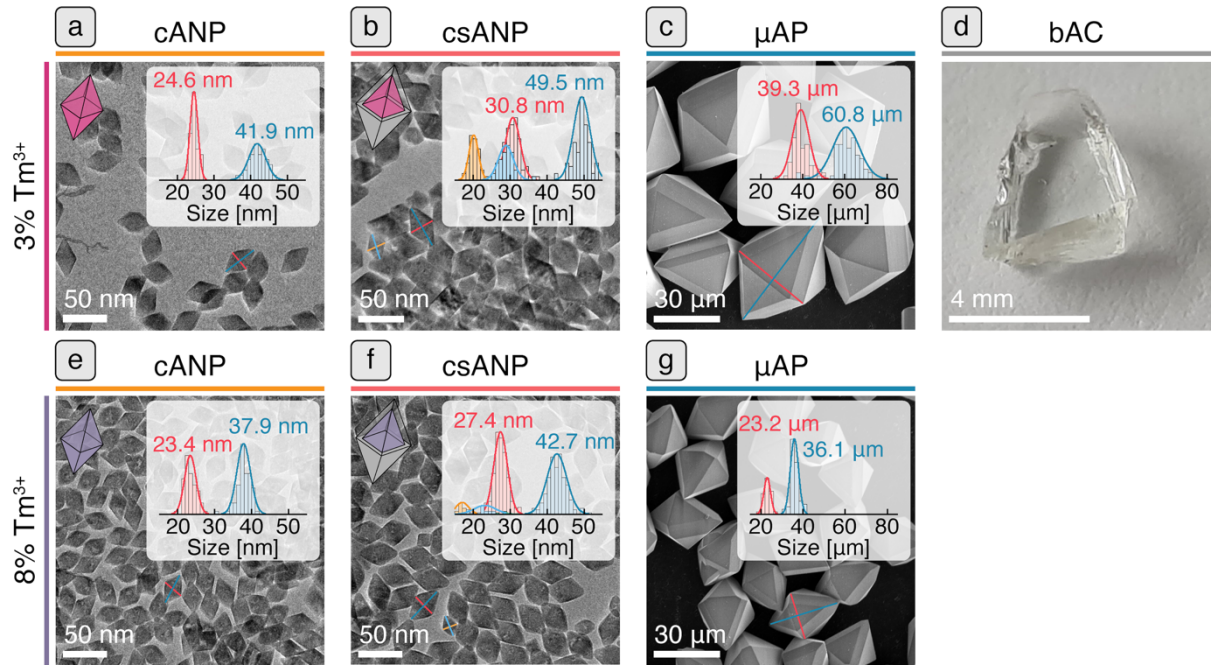 a cANP
b csANP
c µAP
d bAC
3% Tm³⁺
24.6 nm
41.9 nm
20 30 40 50
Size [nm]
50 nm
49.5 nm
30.8 nm
20 30 40 50
Size [nm]
50 nm
39.3 µm
60.8 µm
20 40 60 80
Size [µm]
30 µm
4 mm
e cANP
f csANP
g µAP
8% Tm³⁺
37.9 nm
23.4 nm
20 30 40 50
Size [nm]
50 nm
27.4 nm
42.7 nm
20 30 40 50
Size [nm]
50 nm
23.2 µm
36.1 µm
20 40 60 80
Size [µm]
30 µm